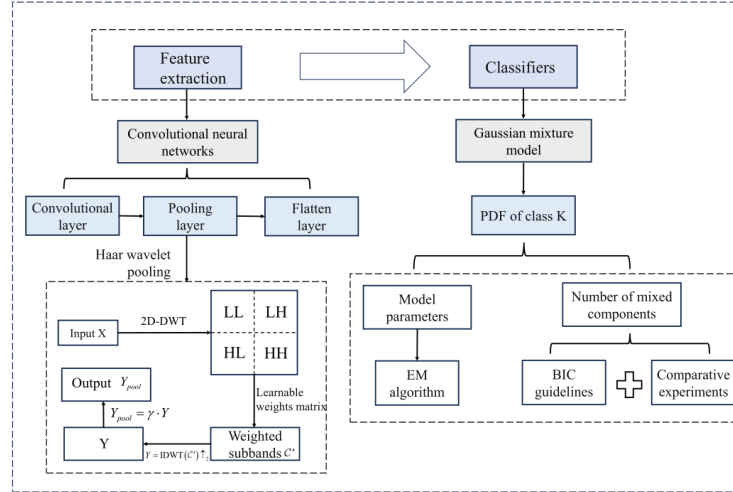 Feature
extraction
Classifiers
Convolutional neural
networks
Gaussian mixture
model
Convolutional
layer
Pooling
layer
Flatten
layer
PDF of class K
Haar wavelet
pooling
Input X
2D-DWT
LL
LH
HL
HH
Learnable
weights matrix
Output Y_pool
Y_pool = γ · Y
Y
Y = IDWT(C′)↑₂
Weighted
subbands C′
Model
parameters
Number of mixed
components
EM
algorithm
BIC
guidelines
Comparative
experiments